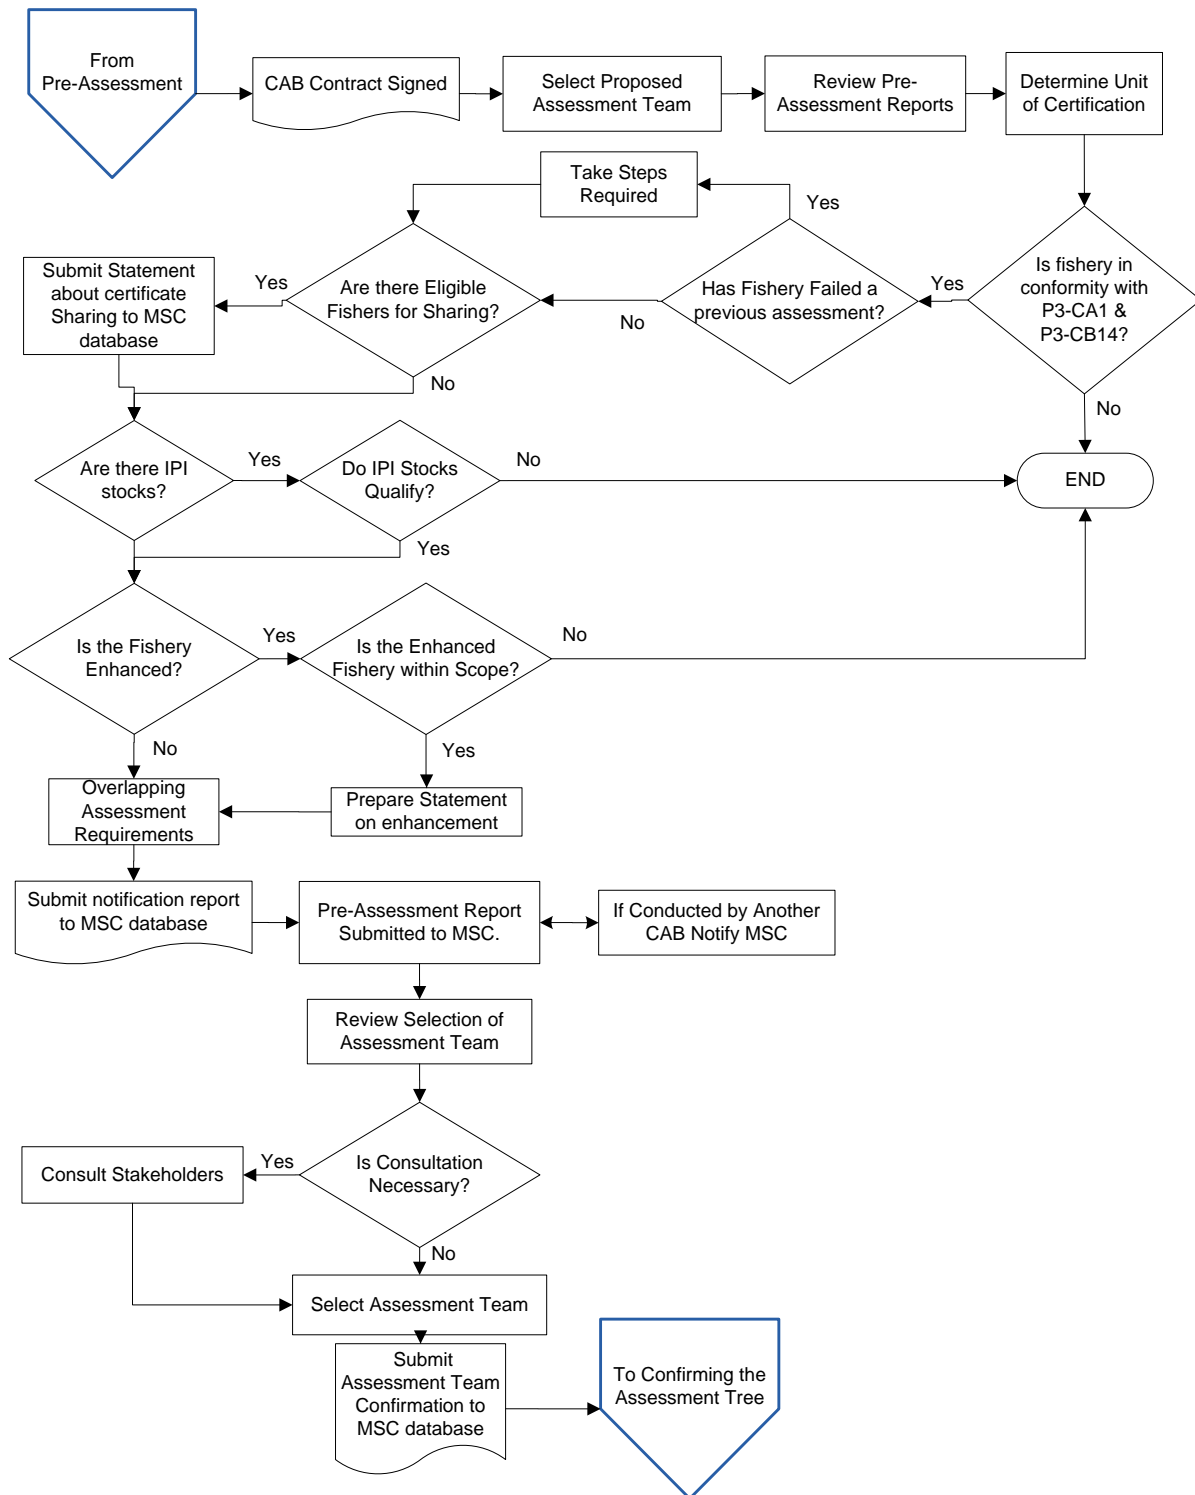 From
Pre-Assessment
CAB Contract Signed
Select Proposed
Assessment Team
Review Pre-
Assessment Reports
Determine Unit
of Certification
Take Steps
Required
Yes
Is fishery in
conformity with
P3-CA1 &
P3-CB14?
Yes
Has Fishery Failed a
previous assessment?
No
Are there Eligible
Fishers for Sharing?
Yes
Submit Statement
about certificate
Sharing to MSC
database
No
No
Are there IPI
stocks?
Yes
Do IPI Stocks
Qualify?
No
END
Yes
Is the Fishery
Enhanced?
Yes
Is the Enhanced
Fishery within Scope?
No
No
Yes
Overlapping
Assessment
Requirements
Prepare Statement
on enhancement
Submit notification report
to MSC database
Pre-Assessment Report
Submitted to MSC.
If Conducted by Another
CAB Notify MSC
Review Selection of
Assessment Team
Consult Stakeholders
Yes
Is Consultation
Necessary?
No
Select Assessment Team
Submit
Assessment Team
Confirmation to
MSC database
To Confirming the
Assessment Tree